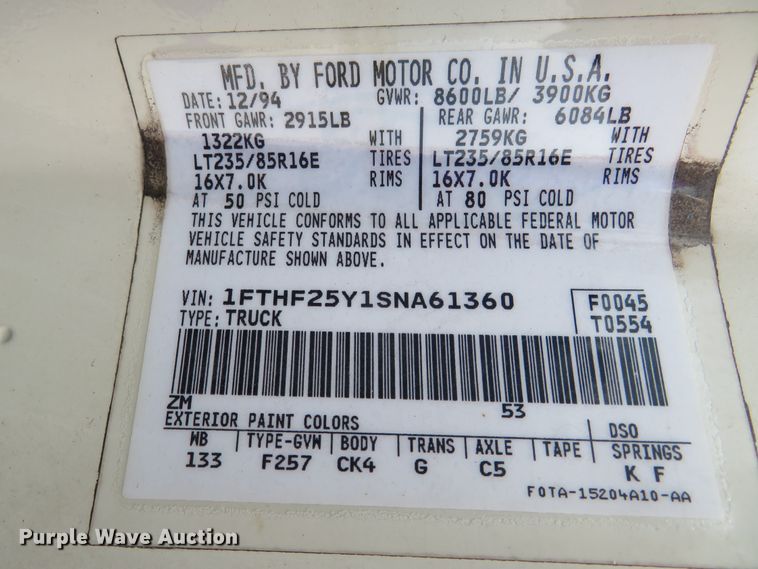 MFD. BY FORD MOTOR CO. IN U.S.A.
DATE: 12/94 GVWR: 8600LB/ 3900KG
FRONT GAWR: 2915LB REAR GAWR: 6084LB
1322KG WITH 2759KG WITH
LT235/85R16E TIRES LT235/85R16E TIRES
16X7.0K RIMS 16X7.0K RIMS
AT 50 PSI COLD AT 80 PSI COLD
THIS VEHICLE CONFORMS TO ALL APPLICABLE FEDERAL MOTOR
VEHICLE SAFETY STANDARDS IN EFFECT ON THE DATE OF
MANUFACTURE SHOWN ABOVE.
VIN: 1FTHF25Y1SNA61360 F0045
TYPE: TRUCK T0554
ZM 53
EXTERIOR PAINT COLORS DSO
WB TYPE-GVW BODY TRANS AXLE TAPE SPRINGS
133 F257 CK4 G C5 K F
F0TA-15204A10-AA
Purple Wave Auction